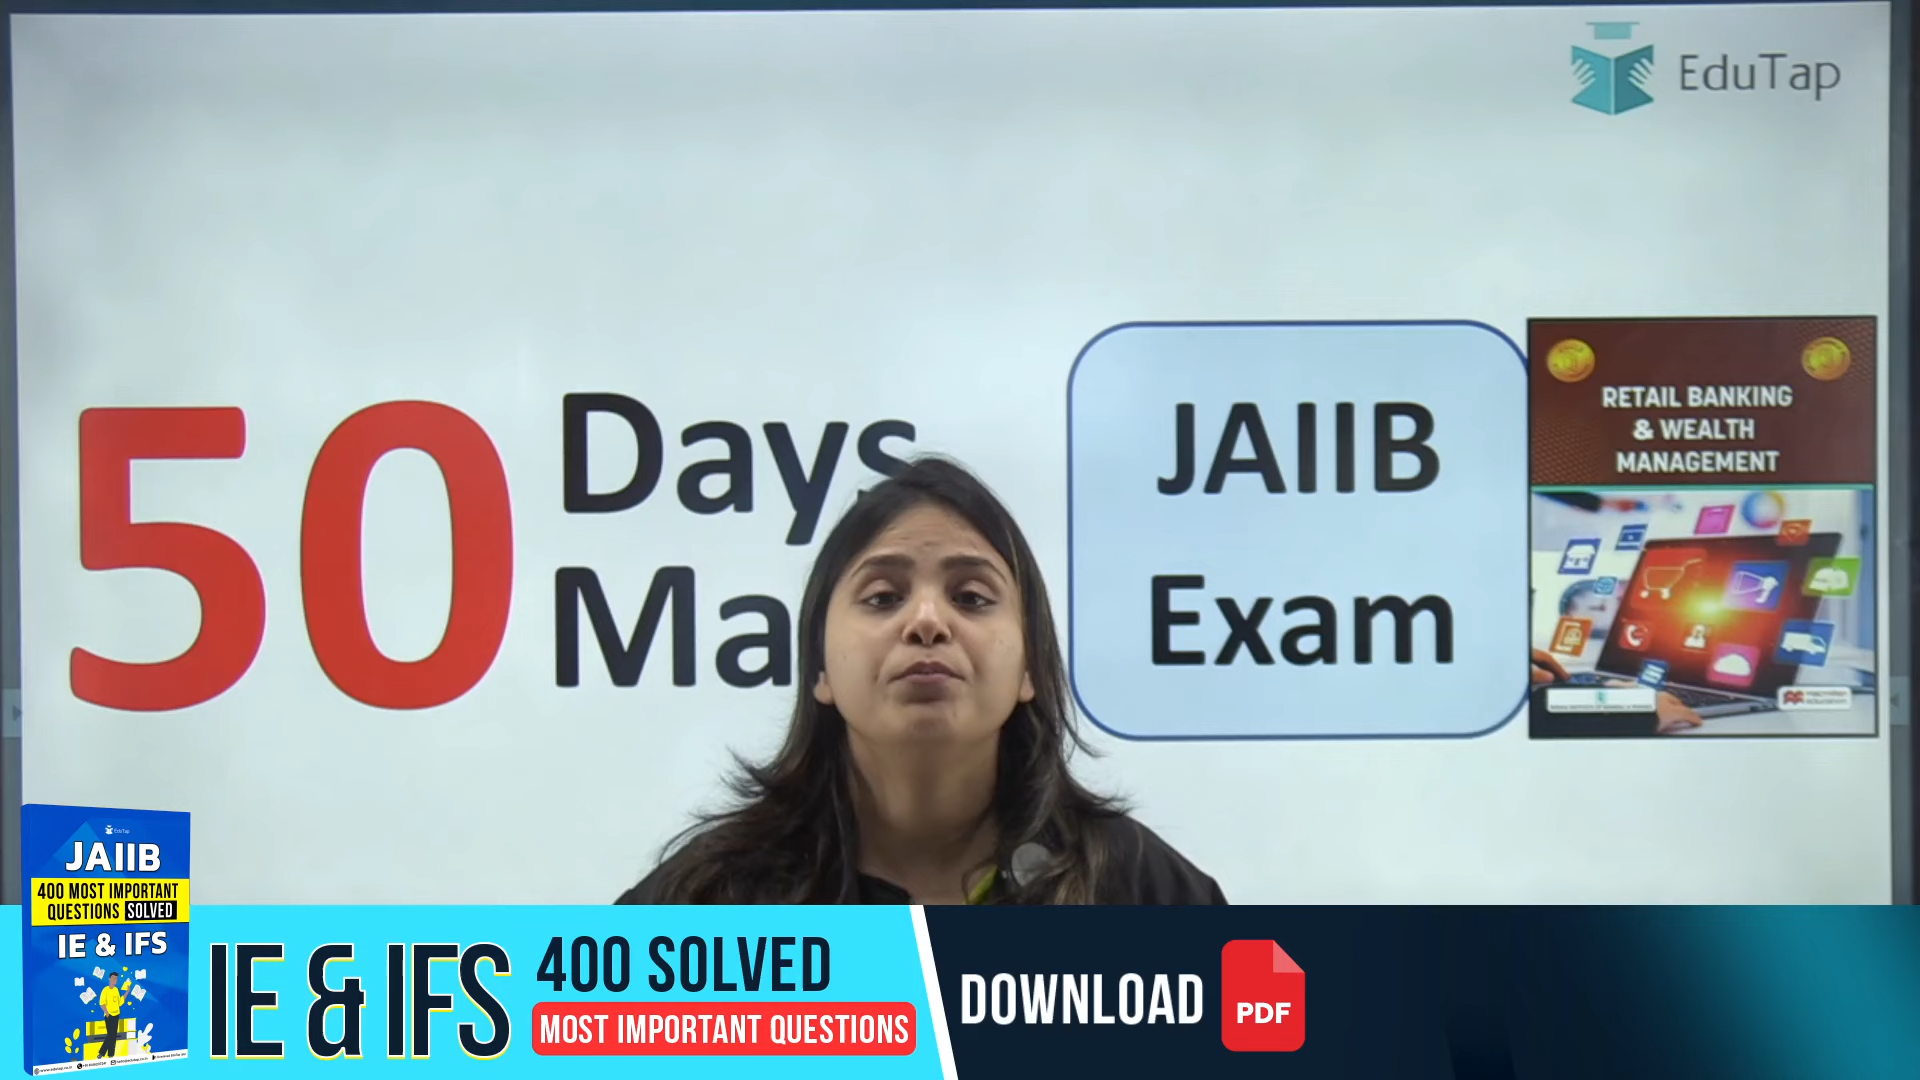 EduTap
50
Days
Ma
JAIIB
Exam
RETAIL BANKING
& WEALTH
MANAGEMENT
EduTap
JAIIB
400 MOST IMPORTANT
QUESTIONS SOLVED
IE & IFS
IE & IFS
400 SOLVED
MOST IMPORTANT QUESTIONS
DOWNLOAD
PDF